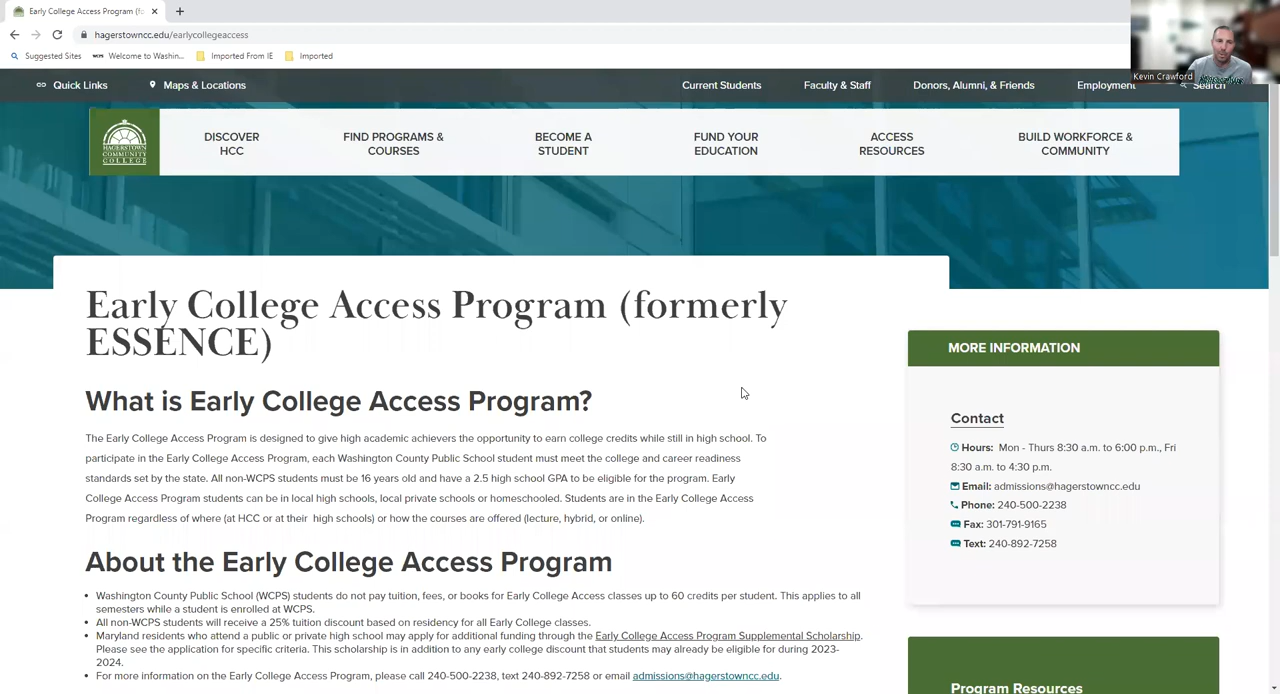 Early College Access Program (fo
hagerstowncc.edu/earlycollegeaccess
Suggested Sites
Welcome to Washin...
Imported From IE
Imported
Kevin Crawford
Quick Links
Maps & Locations
Current Students
Faculty & Staff
Donors, Alumni, & Friends
Employment
Search
HAGERSTOWN
COMMUNITY
COLLEGE
DISCOVER
HCC
FIND PROGRAMS &
COURSES
BECOME A
STUDENT
FUND YOUR
EDUCATION
ACCESS
RESOURCES
BUILD WORKFORCE &
COMMUNITY
Early College Access Program (formerly
ESSENCE)
What is Early College Access Program?
The Early College Access Program is designed to give high academic achievers the opportunity to earn college credits while still in high school. To
participate in the Early College Access Program, each Washington County Public School student must meet the college and career readiness
standards set by the state. All non-WCPS students must be 16 years old and have a 2.5 high school GPA to be eligible for the program. Early
College Access Program students can be in local high schools, local private schools or homeschooled. Students are in the Early College Access
Program regardless of where (at HCC or at their high schools) or how the courses are offered (lecture, hybrid, or online).
About the Early College Access Program
Washington County Public School (WCPS) students do not pay tuition, fees, or books for Early College Access classes up to 60 credits per student. This applies to all
semesters while a student is enrolled at WCPS.
All non-WCPS students will receive a 25% tuition discount based on residency for all Early College classes.
Maryland residents who attend a public or private high school may apply for additional funding through the Early College Access Program Supplemental Scholarship.
Please see the application for specific criteria. This scholarship is in addition to any early college discount that students may already be eligible for during 2023-
2024.
For more information on the Early College Access Program, please call 240-500-2238, text 240-892-7258 or email admissions@hagerstowncc.edu.
MORE INFORMATION
Contact
Hours: Mon - Thurs 8:30 a.m. to 6:00 p.m., Fri
8:30 a.m. to 4:30 p.m.
Email: admissions@hagerstowncc.edu
Phone: 240-500-2238
Fax: 301-791-9165
Text: 240-892-7258
Program Resources